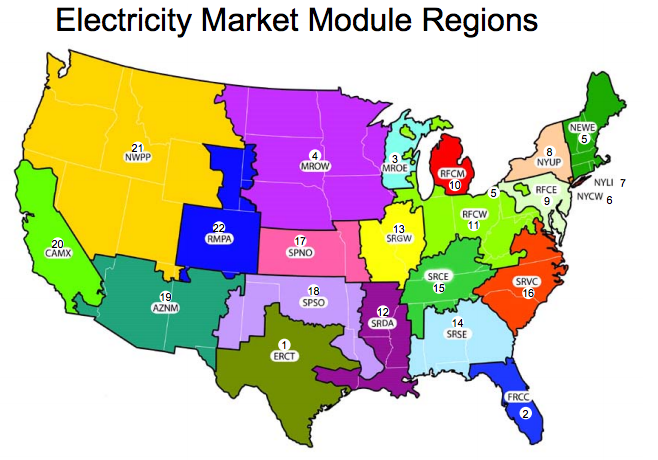 Electricity Market Module Regions
21
NWPP
4
MROW
3
MROE
RFCM
10
8
NYUP
NEWE
5
NYLI 7
NYCW 6
5
RFCE
9
RFCW
11
22
RMPA
20
CAMX
17
SPNO
13
SRGW
SRCE
15
SRVC
16
19
AZNM
18
SPSO
12
SRDA
14
SRSE
1
ERCT
FRCC
2